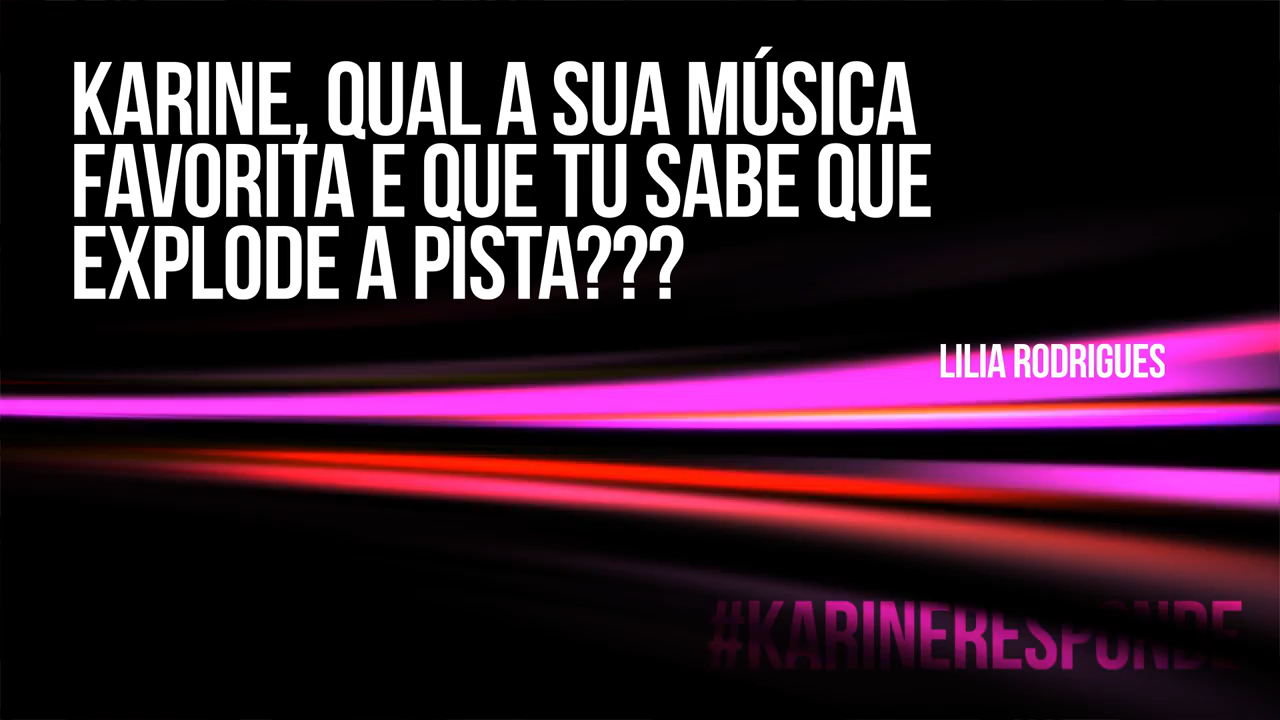 KARINE, QUAL A SUA MÚSICA
FAVORITA E QUE TU SABE QUE
EXPLODE A PISTA???
LILIA RODRIGUES
#KARINERESPONDE